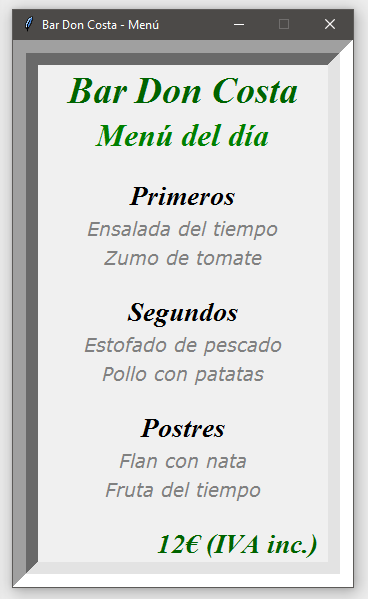 Bar Don Costa - Menú
Bar Don Costa
Menú del día
Primeros
Ensalada del tiempo
Zumo de tomate
Segundos
Estofado de pescado
Pollo con patatas
Postres
Flan con nata
Fruta del tiempo
12€ (IVA inc.)